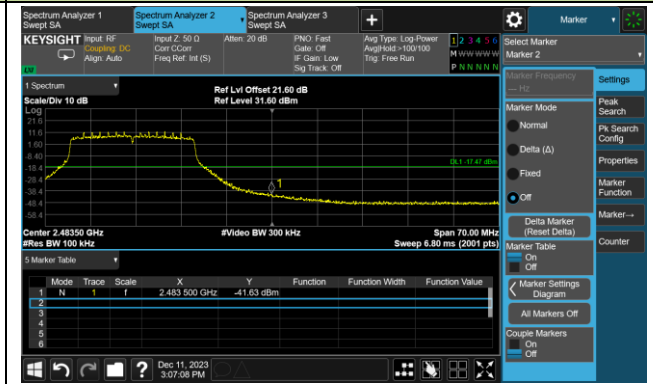 Spectrum Analyzer 1
Swept SA
Spectrum Analyzer 2
Swept SA
Spectrum Analyzer 3
Swept SA
+
Marker
KEYSIGHT
Input: RF
Coupling: DC
Align: Auto
Input Z: 50 Ω
Corr CCorr
Freq Ref: Int (S)
Atten: 20 dB
PNO: Fast
Gate: Off
IF Gain: Low
Sig Track: Off
Avg Type: Log-Power
Avg|Hold:>100/100
Trig: Free Run
1 2 3 4 5 6
M W W W W W
P N N N N N
Select Marker
Marker 2
Marker Frequency
--- Hz
Settings
Peak Search
Pk Search Config
Properties
Marker Function
Marker→
Counter
Marker Mode
Normal
Delta (Δ)
Fixed
Off
Delta Marker
(Reset Delta)
Marker Table
On
Off
Marker Settings
Diagram
All Markers Off
Couple Markers
On
Off
1 Spectrum
Scale/Div 10 dB
Ref Lvl Offset 21.60 dB
Ref Level 31.60 dBm
Log
21.6
11.6
1.60
-8.40
-18.4
-28.4
-38.4
-48.4
-58.4
DL1 -17.47 dBm
1
Center 2.48350 GHz
#Video BW 300 kHz
Span 70.00 MHz
#Res BW 100 kHz
Sweep 6.80 ms (2001 pts)
5 Marker Table
Mode Trace Scale X Y Function Function Width Function Value
1 N 1 f 2.483 500 GHz -41.63 dBm
2
3
4
5
6
?
Dec 11, 2023
3:07:08 PM